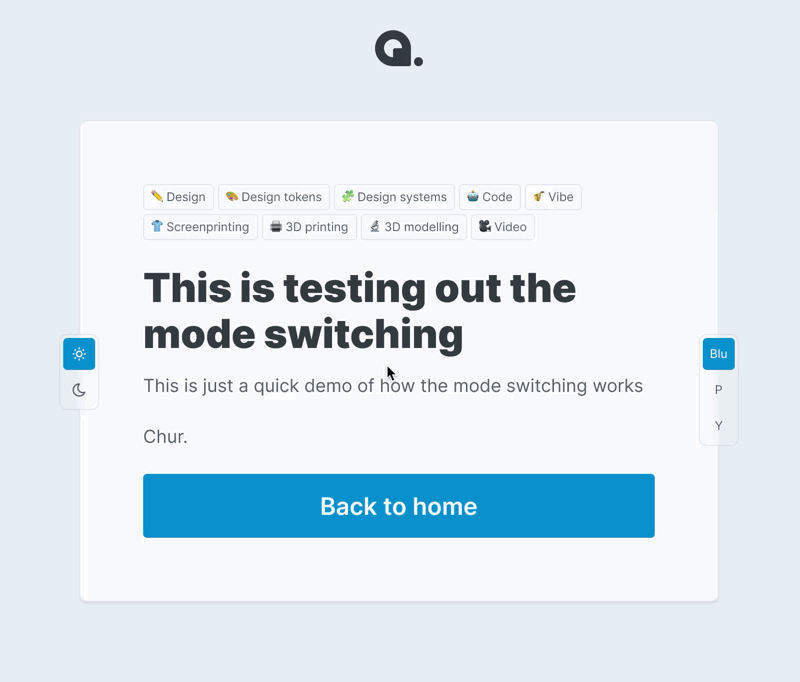 Q.
Design Design tokens Design systems Code Vibe
Screenprinting 3D printing 3D modelling Video
This is testing out the
mode switching
This is just a quick demo of how the mode switching works
Chur.
Back to home
Blu
P
Y